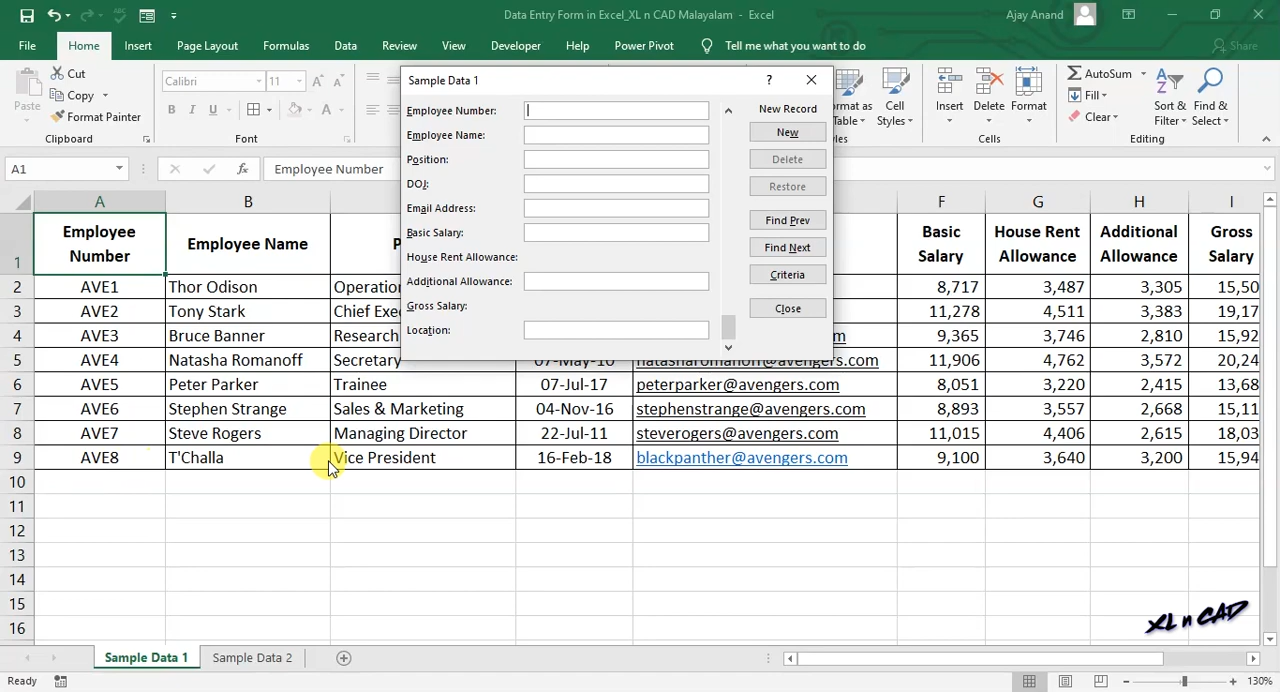 Data Entry Form in Excel_XL n CAD Malayalam - Excel
Ajay Anand
File Home Insert Page Layout Formulas Data Review View Developer Help Power Pivot Tell me what you want to do Share
Cut
Copy
Format Painter
Paste
Clipboard
Calibri 11
B I U
Font
Cell
Styles
Insert Delete Format
Cells
AutoSum
Fill
Clear
Sort &
Filter
Find &
Select
Editing
A1 fx Employee Number
Sample Data 1 ?
Employee Number:
Employee Name:
Position:
DOJ:
Email Address:
Basic Salary:
House Rent Allowance:
Additional Allowance:
Gross Salary:
Location:
New Record
New
Delete
Restore
Find Prev
Find Next
Criteria
Close
A B F G H I
1 Employee Number Employee Name Basic Salary House Rent Allowance Additional Allowance Gross Salary
2 AVE1 Thor Odison 8,717 3,487 3,305 15,50
3 AVE2 Tony Stark 11,278 4,511 3,383 19,17
4 AVE3 Bruce Banner 9,365 3,746 2,810 15,92
5 AVE4 Natasha Romanoff Secretary 07-May-10 natasharomanoff@avengers.com 11,906 4,762 3,572 20,24
6 AVE5 Peter Parker Trainee 07-Jul-17 peterparker@avengers.com 8,051 3,220 2,415 13,68
7 AVE6 Stephen Strange Sales & Marketing 04-Nov-16 stephenstrange@avengers.com 8,893 3,557 2,668 15,11
8 AVE7 Steve Rogers Managing Director 22-Jul-11 steverogers@avengers.com 11,015 4,406 2,615 18,03
9 AVE8 T'Challa Vice President 16-Feb-18 blackpanther@avengers.com 9,100 3,640 3,200 15,94
10
11
12
13
14
15
16
XL n CAD
Sample Data 1 Sample Data 2
Ready 130%